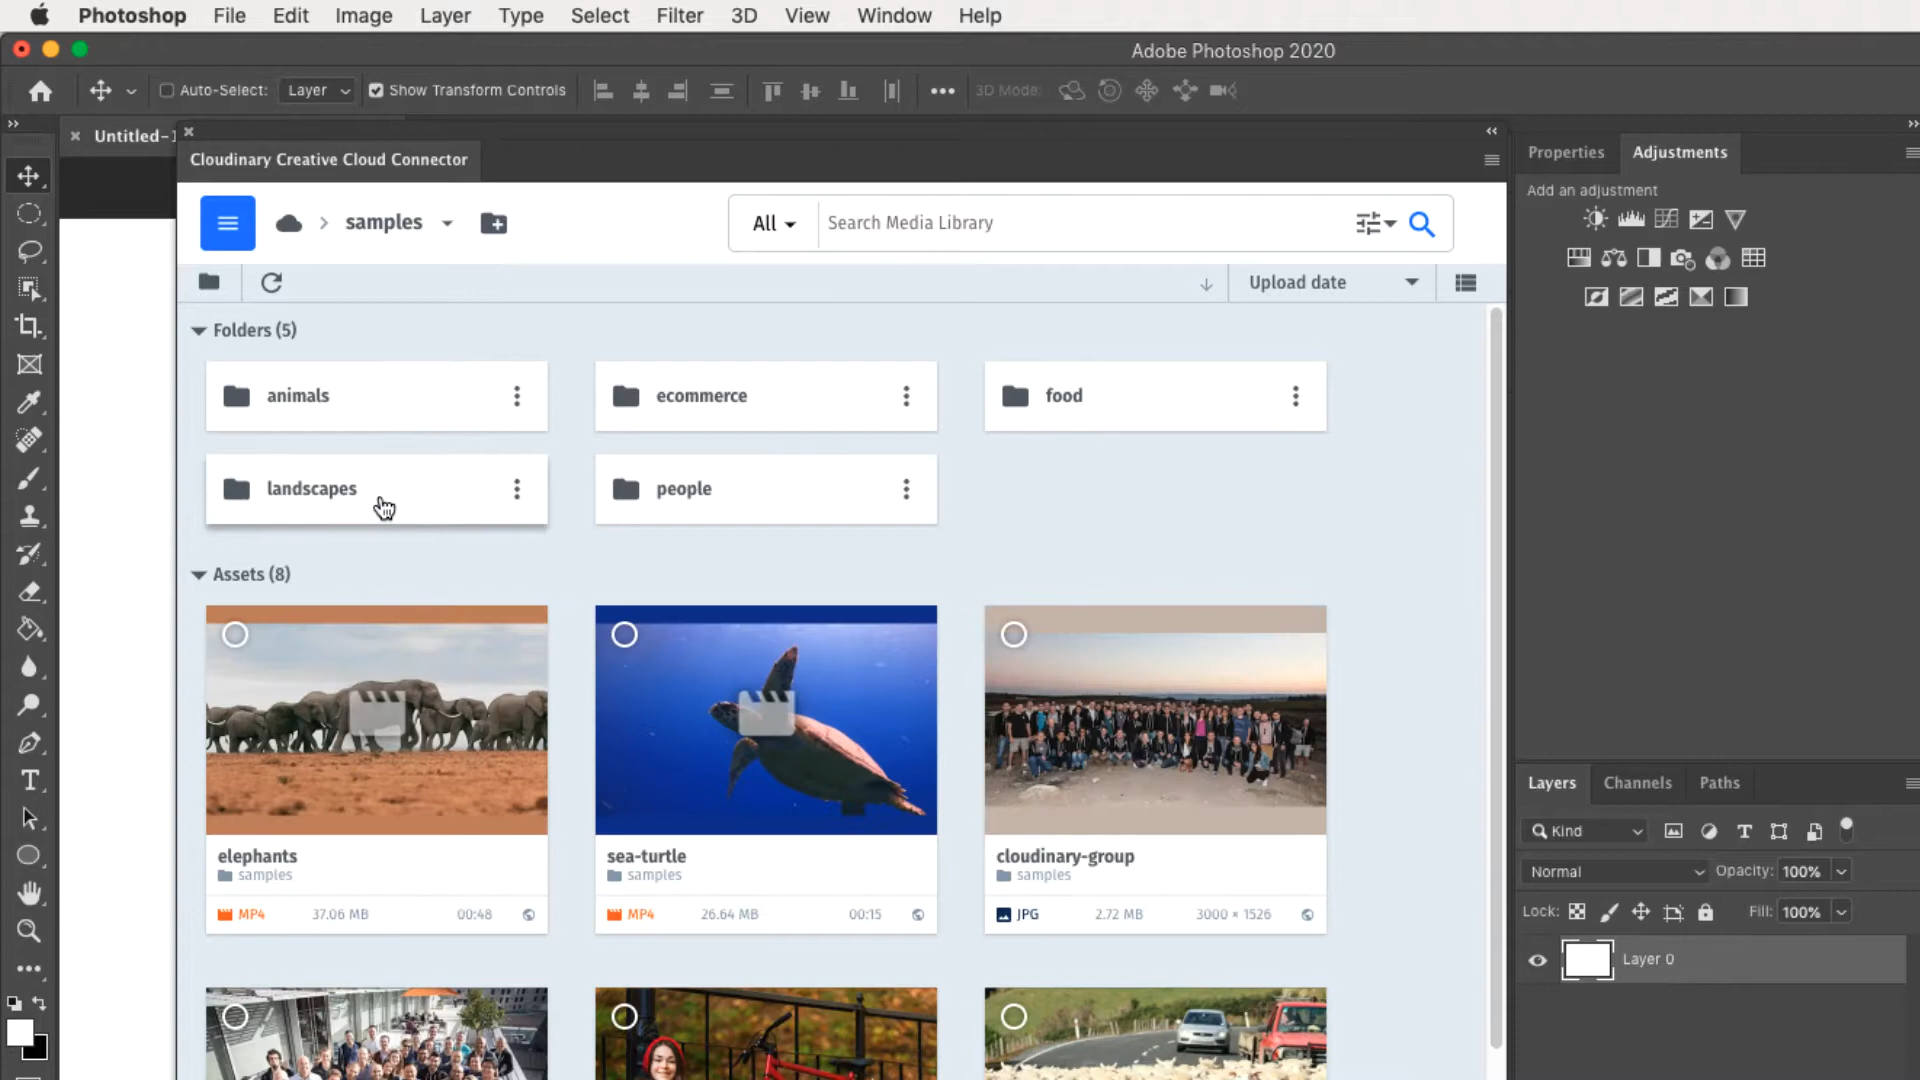 Photoshop File Edit Image Layer Type Select Filter 3D View Window Help
Adobe Photoshop 2020
Auto-Select: Layer Show Transform Controls 3D Mode:
Untitled-1
Cloudinary Creative Cloud Connector
samples All Search Media Library
Upload date
Folders (5)
animals ecommerce food
landscapes people
Assets (8)
elephants sea-turtle cloudinary-group
samples samples samples
MP4 37.06 MB 00:48 MP4 26.64 MB 00:15 JPG 2.72 MB 3000 × 1526
Properties Adjustments
Add an adjustment
Layers Channels Paths
Kind
Normal Opacity: 100%
Lock: Fill: 100%
Layer 0